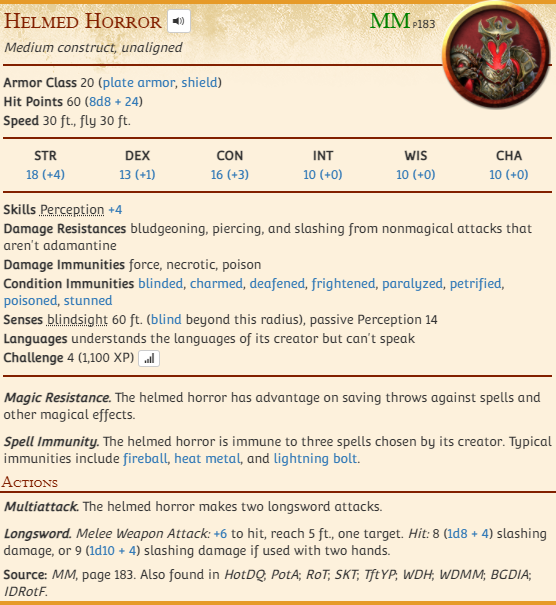 Helmed Horror MM p183
Medium construct, unaligned
Armor Class 20 (plate armor, shield)
Hit Points 60 (8d8 + 24)
Speed 30 ft., fly 30 ft.
STR DEX CON INT WIS CHA
18 (+4) 13 (+1) 16 (+3) 10 (+0) 10 (+0) 10 (+0)
Skills Perception +4
Damage Resistances bludgeoning, piercing, and slashing from nonmagical attacks that
aren't adamantine
Damage Immunities force, necrotic, poison
Condition Immunities blinded, charmed, deafened, frightened, paralyzed, petrified,
poisoned, stunned
Senses blindsight 60 ft. (blind beyond this radius), passive Perception 14
Languages understands the languages of its creator but can't speak
Challenge 4 (1,100 XP)
Magic Resistance. The helmed horror has advantage on saving throws against spells and
other magical effects.
Spell Immunity. The helmed horror is immune to three spells chosen by its creator. Typical
immunities include fireball, heat metal, and lightning bolt.
Actions
Multiattack. The helmed horror makes two longsword attacks.
Longsword. Melee Weapon Attack: +6 to hit, reach 5 ft., one target. Hit: 8 (1d8 + 4) slashing
damage, or 9 (1d10 + 4) slashing damage if used with two hands.
Source: MM, page 183. Also found in HotDQ; PotA; RoT; SKT; TftYP; WDH; WDMM; BGDIA;
IDRotF.